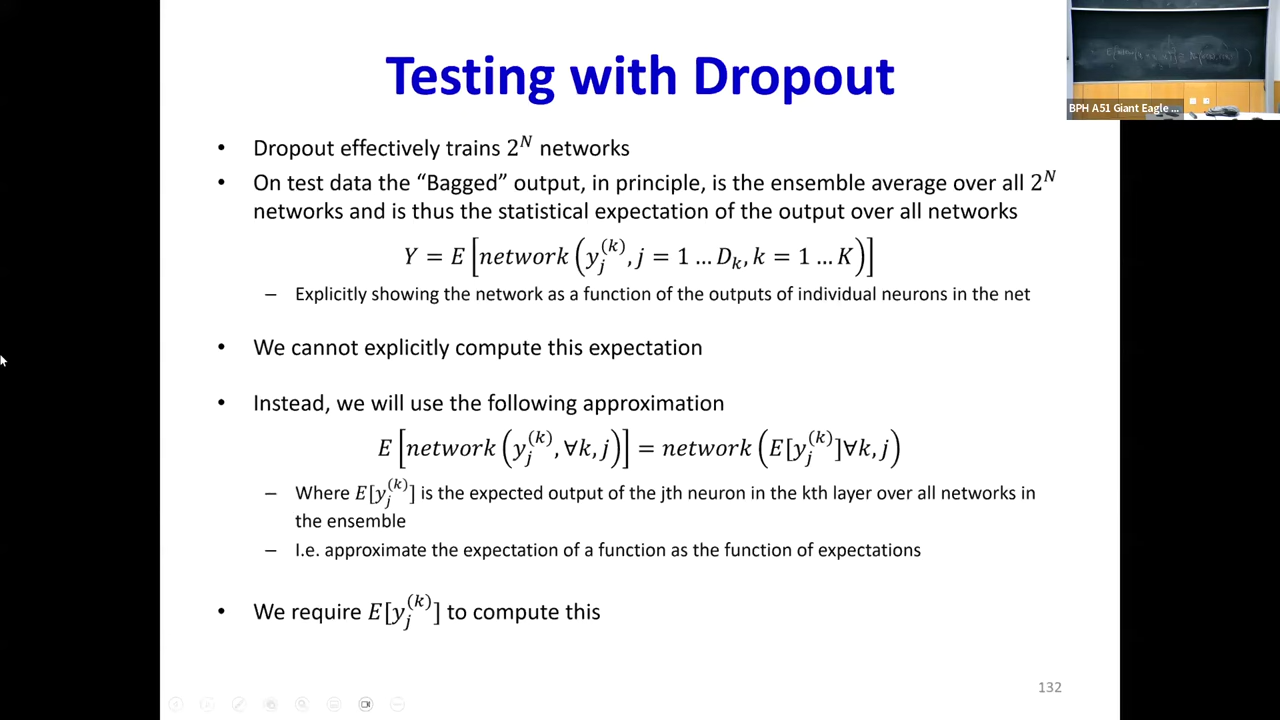 Testing with Dropout
BPH A51 Giant Eagle ...
• Dropout effectively trains 2^N networks
• On test data the “Bagged” output, in principle, is the ensemble average over all 2^N
networks and is thus the statistical expectation of the output over all networks
Y = E [network (y_j^(k), j = 1 … D_k, k = 1 … K)]
– Explicitly showing the network as a function of the outputs of individual neurons in the net
• We cannot explicitly compute this expectation
• Instead, we will use the following approximation
E [network (y_j^(k), ∀k, j)] = network (E[y_j^(k)]∀k, j)
– Where E[y_j^(k)] is the expected output of the jth neuron in the kth layer over all networks in
the ensemble
– I.e. approximate the expectation of a function as the function of expectations
• We require E[y_j^(k)] to compute this
132